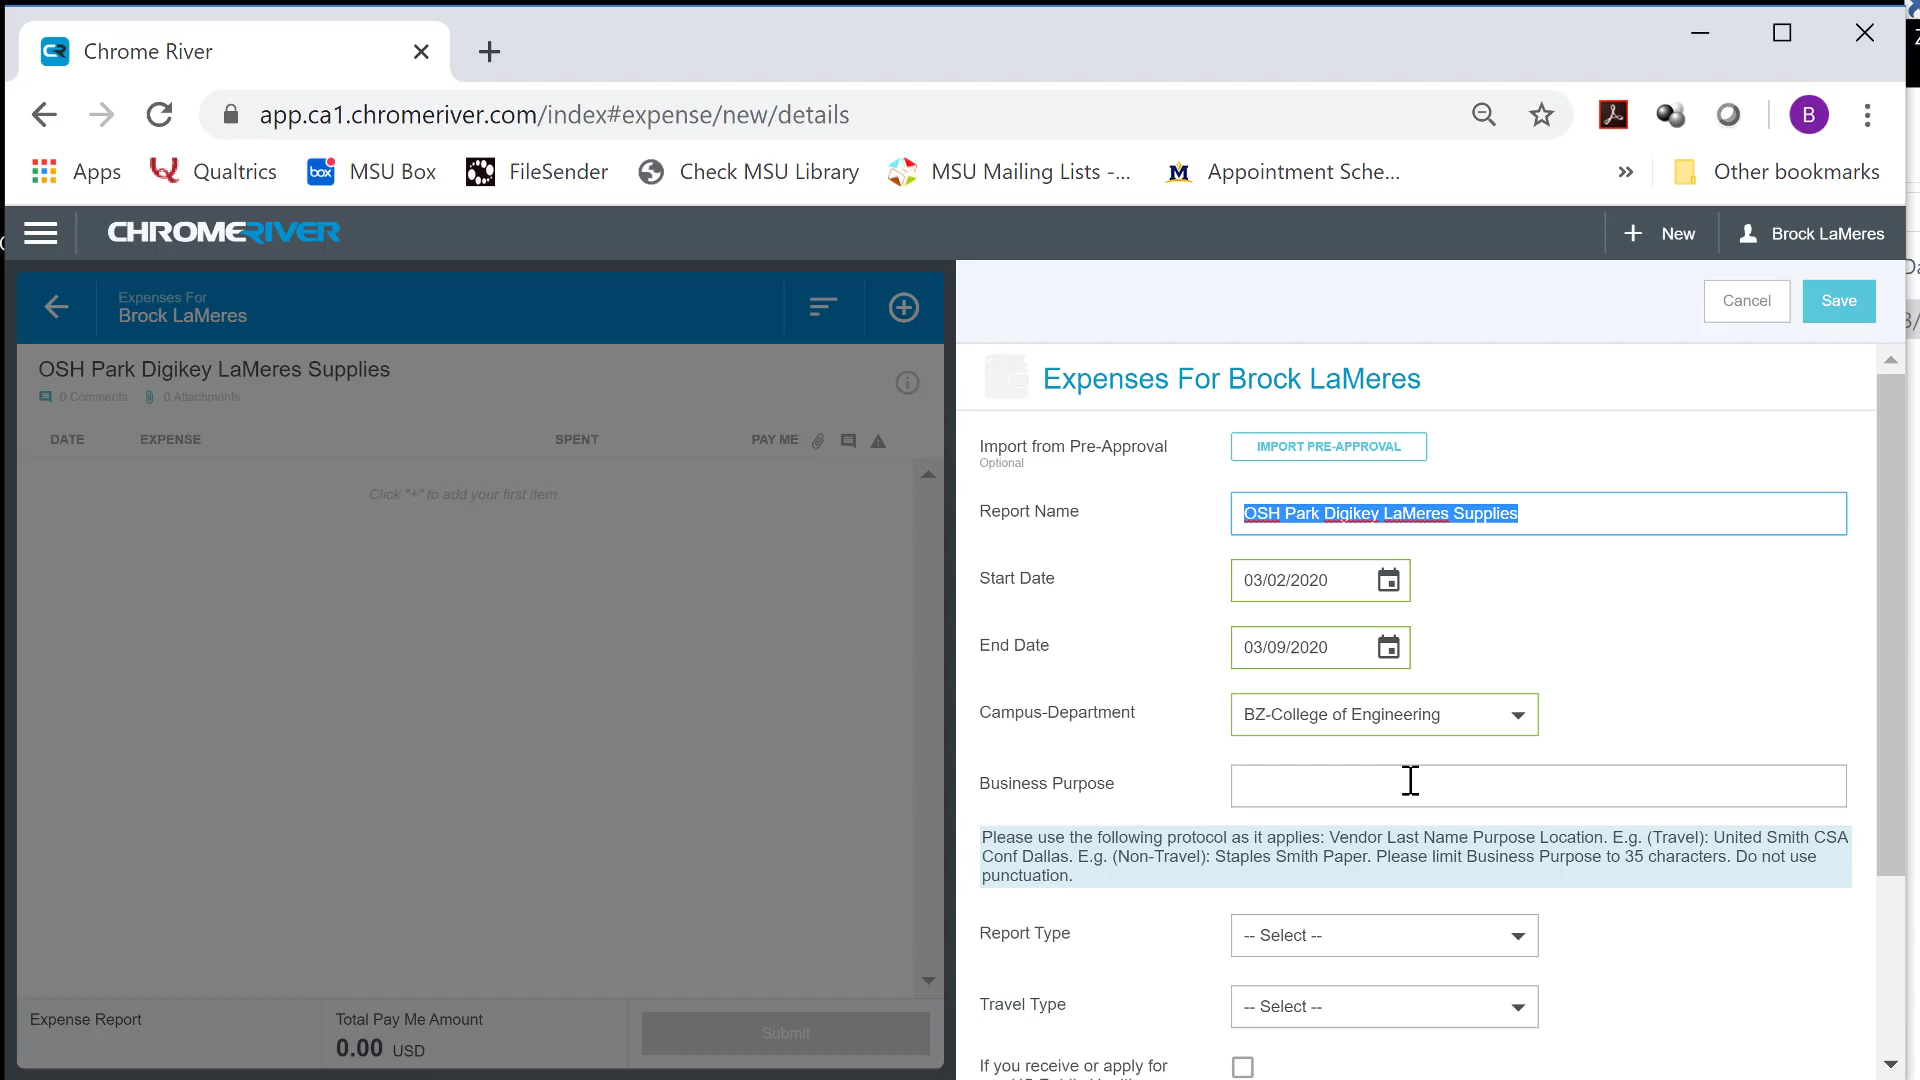 Chrome River
app.ca1.chromeriver.com/index#expense/new/details
B
Apps Qualtrics box MSU Box FileSender Check MSU Library MSU Mailing Lists -... M Appointment Sche... » Other bookmarks
CHROMERIVER
New
Brock LaMeres
Expenses For
Brock LaMeres
Cancel
Save
OSH Park Digikey LaMeres Supplies
0 Comments 0 Attachments
DATE EXPENSE SPENT PAY ME
Click "+" to add your first item.
Expense Report
Total Pay Me Amount
0.00 USD
Submit
Expenses For Brock LaMeres
Import from Pre-Approval
Optional
IMPORT PRE-APPROVAL
Report Name
OSH Park Digikey LaMeres Supplies
Start Date
03/02/2020
End Date
03/09/2020
Campus-Department
BZ-College of Engineering
Business Purpose
Please use the following protocol as it applies: Vendor Last Name Purpose Location. E.g. (Travel): United Smith CSA
Conf Dallas. E.g. (Non-Travel): Staples Smith Paper. Please limit Business Purpose to 35 characters. Do not use
punctuation.
Report Type
-- Select --
Travel Type
-- Select --
If you receive or apply for